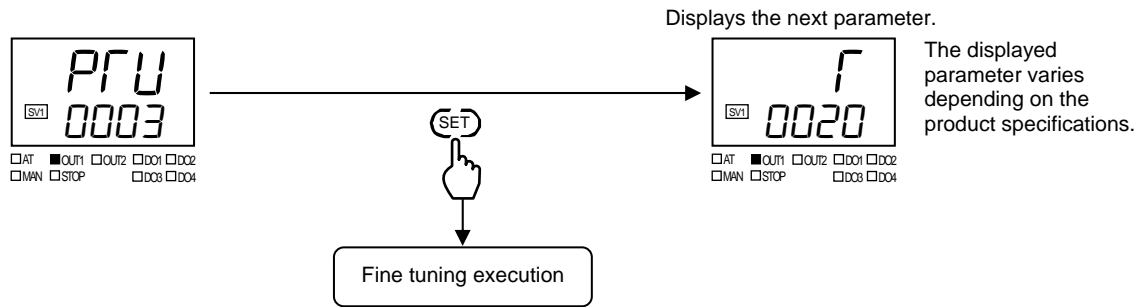 Displays the next parameter.
PTU
SV1 0003
AT OUT1 OUT2 DO1 DO2
MAN STOP DO3 DO4
SET
Fine tuning execution
T
SV1 0020
AT OUT1 OUT2 DO1 DO2
MAN STOP DO3 DO4
The displayed
parameter varies
depending on the
product specifications.